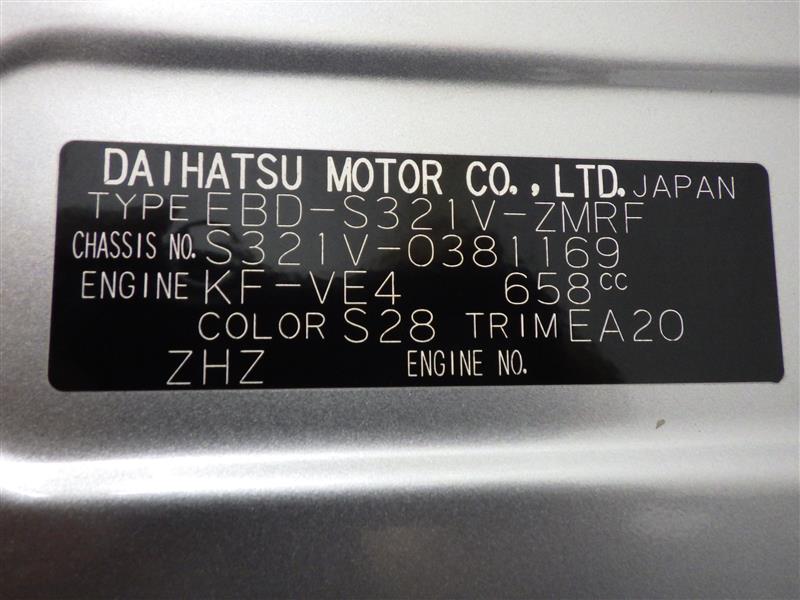 DAIHATSU MOTOR CO.,LTD. JAPAN
TYPE EBD-S321V-ZMRF
CHASSIS NO. S321V-0381169
ENGINE KF-VE4 658cc
COLOR S28 TRIM EA20
ZHZ ENGINE NO.